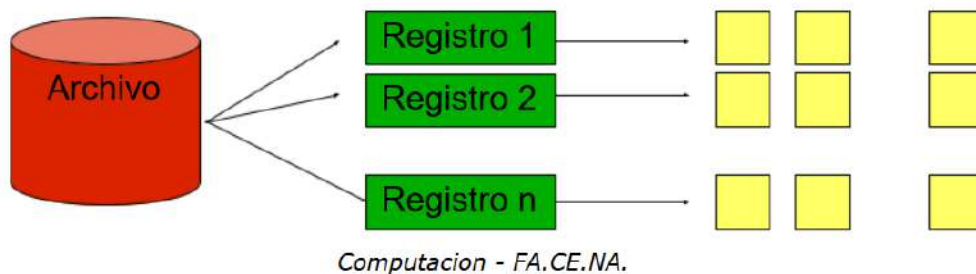 Archivo
Registro 1
Registro 2
Registro n
Computacion - FA.CE.NA.